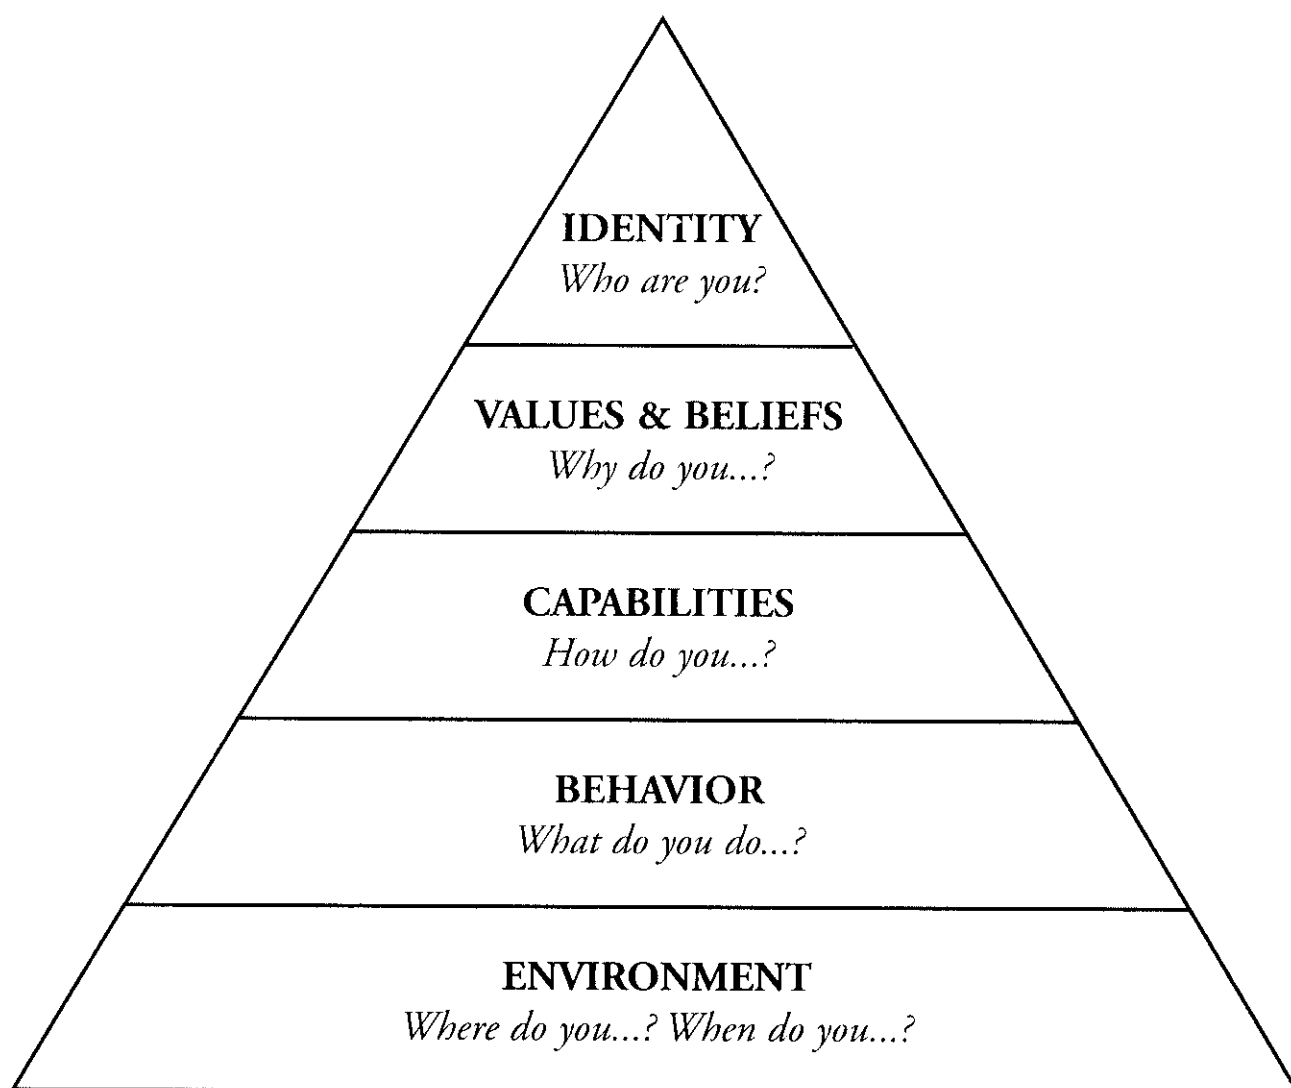 IDENTITY
Who are you?
VALUES & BELIEFS
Why do you...?
CAPABILITIES
How do you...?
BEHAVIOR
What do you do...?
ENVIRONMENT
Where do you...? When do you...?